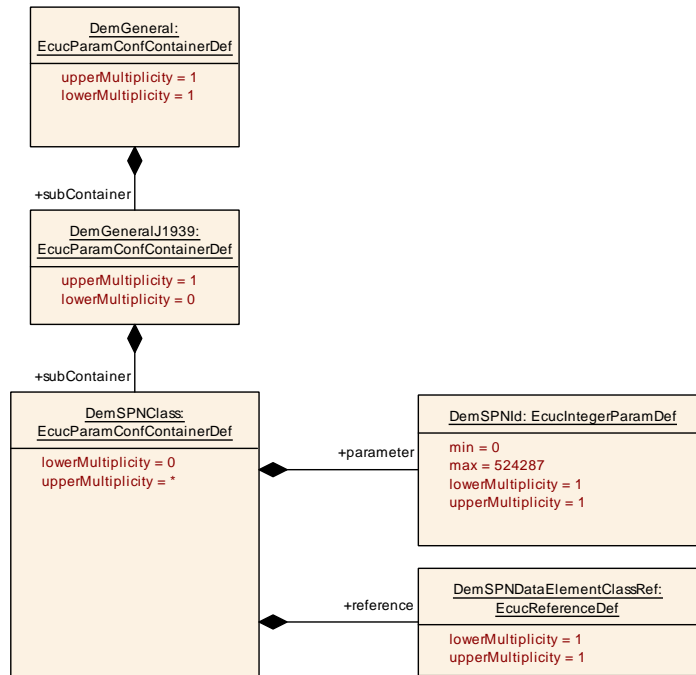 DemGeneral:
EcucParamConfContainerDef
upperMultiplicity = 1
lowerMultiplicity = 1
+subContainer
DemGeneralJ1939:
EcucParamConfContainerDef
upperMultiplicity = 1
lowerMultiplicity = 0
+subContainer
DemSPNClass:
EcucParamConfContainerDef
lowerMultiplicity = 0
upperMultiplicity = *
+parameter
DemSPNId: EcucIntegerParamDef
min = 0
max = 524287
lowerMultiplicity = 1
upperMultiplicity = 1
+reference
DemSPNDataElementClassRef:
EcucReferenceDef
lowerMultiplicity = 1
upperMultiplicity = 1